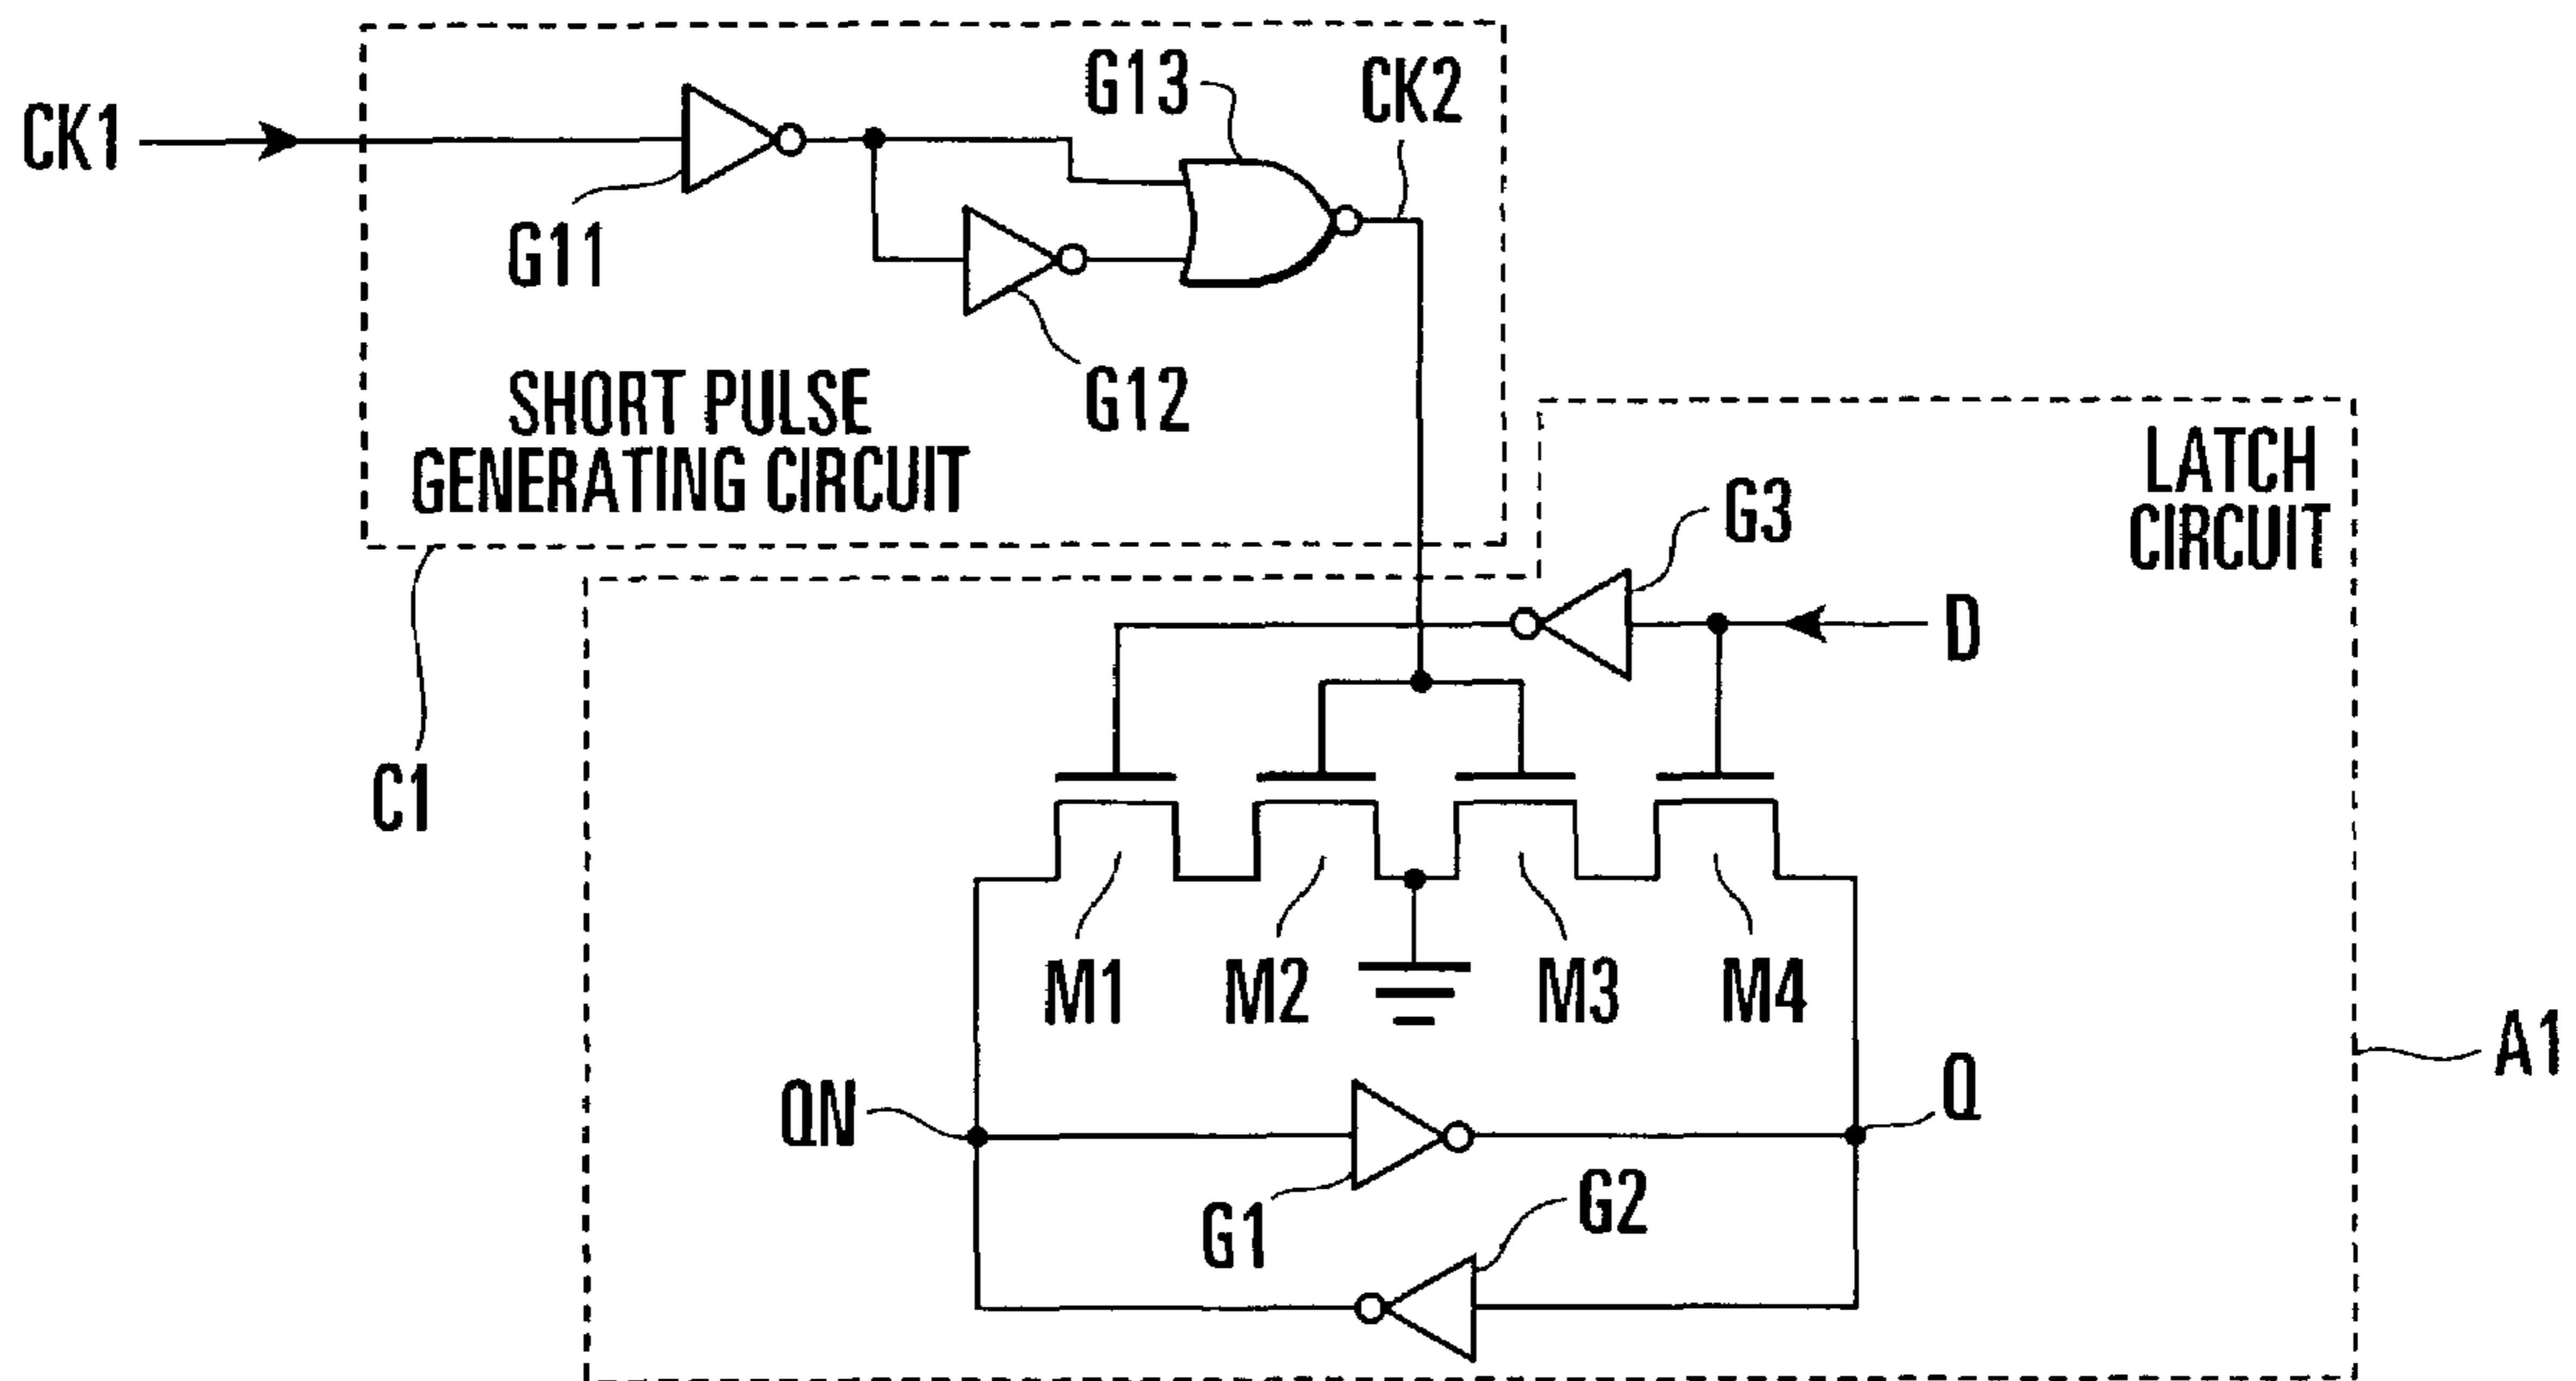 CK1
G13
CK2
G11
G12
SHORT PULSE
GENERATING CIRCUIT
LATCH
CIRCUIT
G3
D
C1
M1
M2
M3
M4
A1
QN
Q
G1
G2